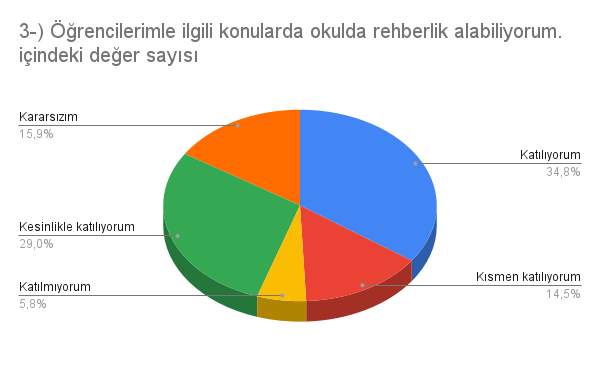 3-) Öğrencilerimle ilgili konularda okulda rehberlik alabiliyorum.
içindeki değer sayısı
Kararsızım
15,9%
Katılıyorum
34,8%
Kesinlikle katılıyorum
29,0%
Kısmen katılıyorum
14,5%
Katılmıyorum
5,8%